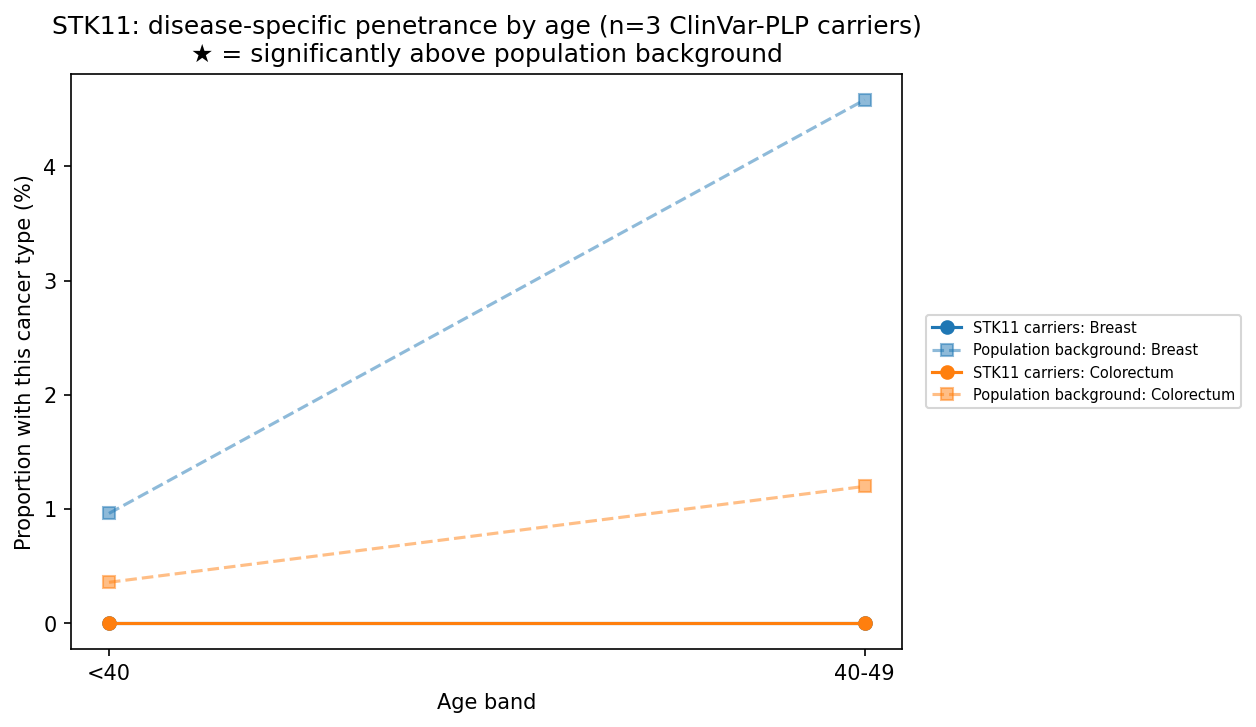 STK11: disease-specific penetrance by age (n=3 ClinVar-PLP carriers)
★ = significantly above population background
Proportion with this cancer type (%)
4
3
2
1
0
<40
40-49
Age band
STK11 carriers: Breast
Population background: Breast
STK11 carriers: Colorectum
Population background: Colorectum